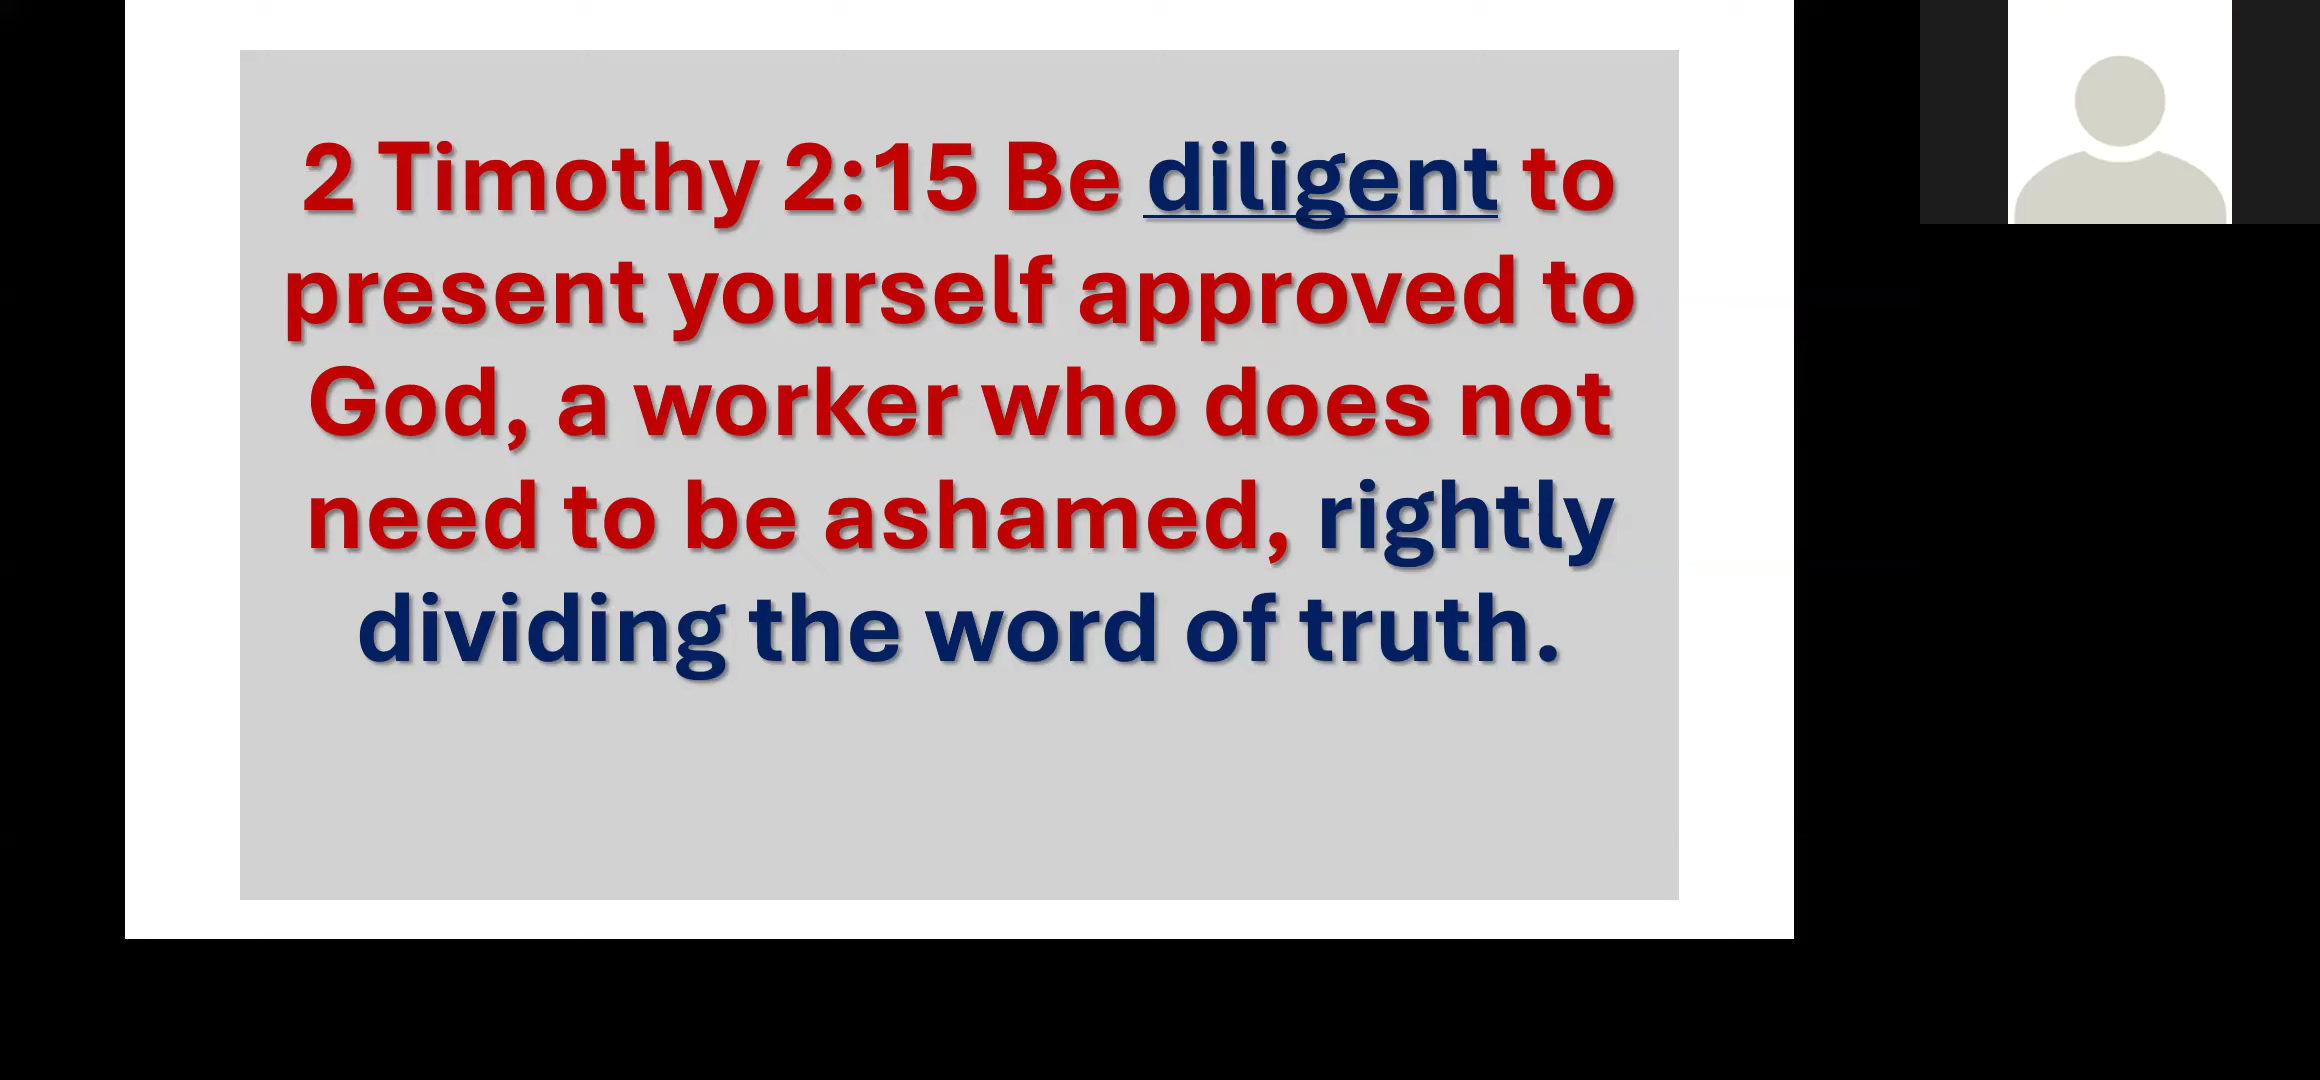 2 Timothy 2:15 Be diligent to
present yourself approved to
God, a worker who does not
need to be ashamed, rightly
dividing the word of truth.